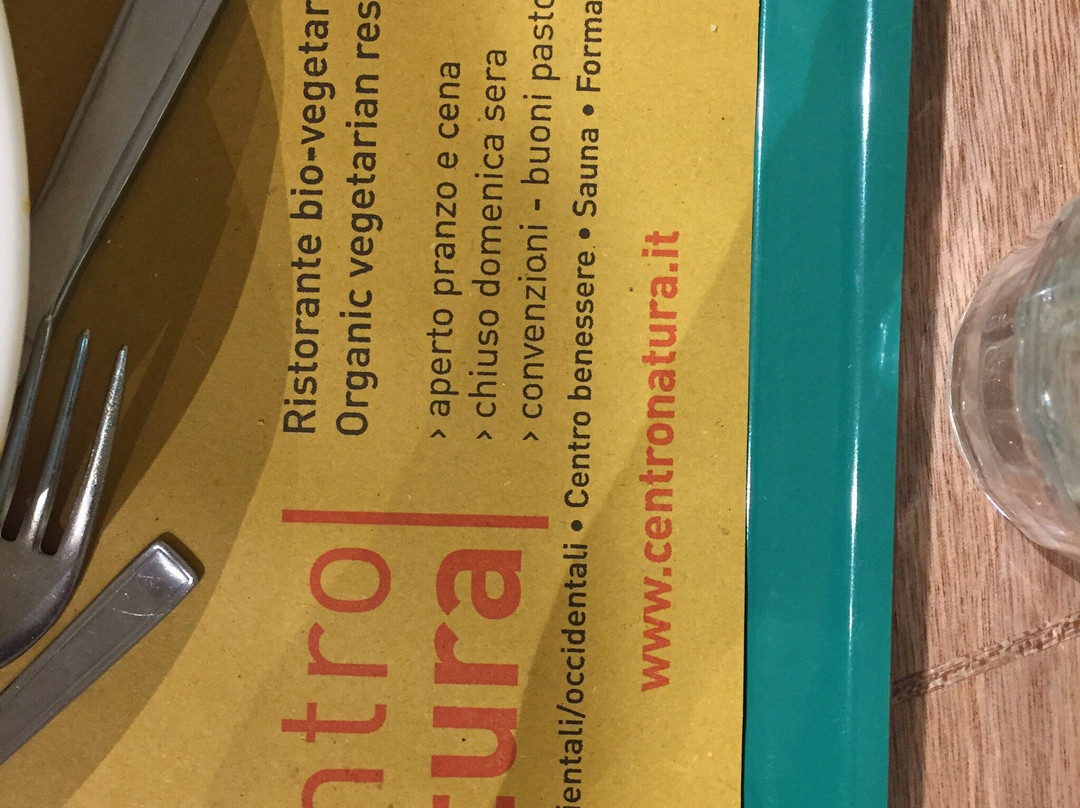 ntro
tura
Ristorante bio-vegetar
Organic vegetarian res
› aperto pranzo e cena
› chiuso domenica sera
› convenzioni - buoni pasto
ientali/occidentali • Centro benessere • Sauna • Forma
www.centronatura.it